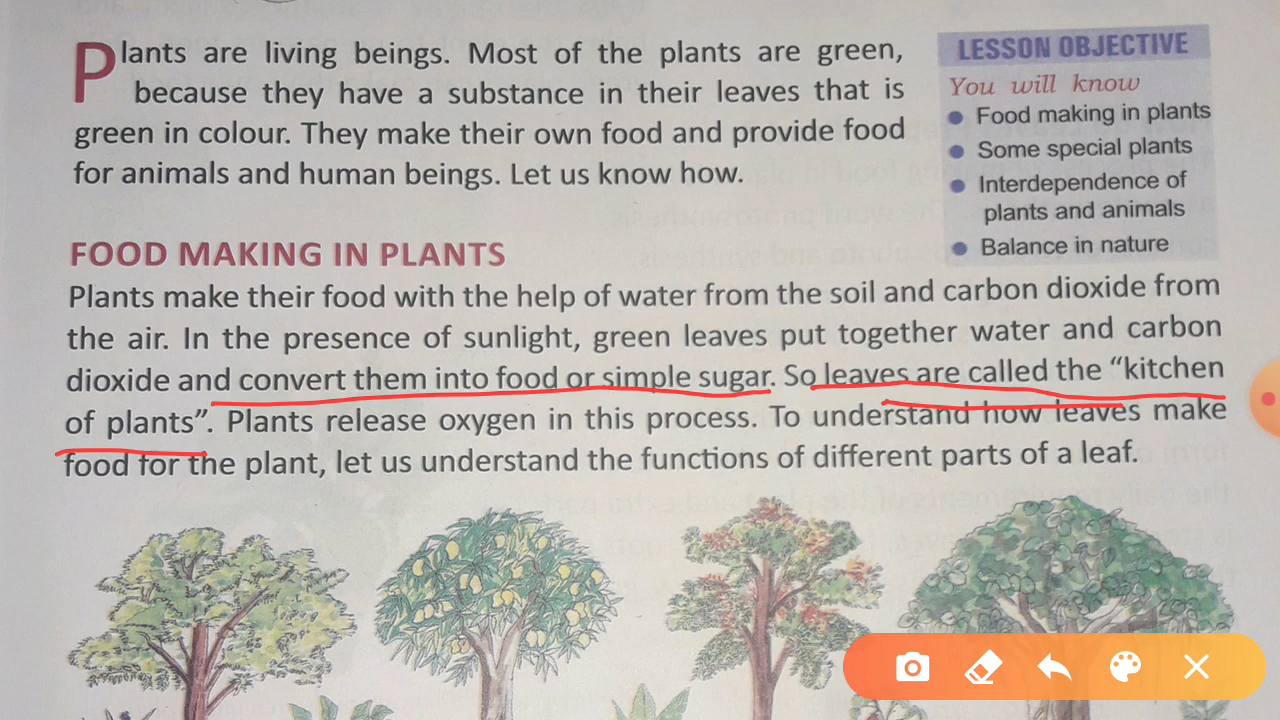 Plants are living beings. Most of the plants are green,
because they have a substance in their leaves that is
green in colour. They make their own food and provide food
for animals and human beings. Let us know how.
LESSON OBJECTIVE
You will know
• Food making in plants
• Some special plants
• Interdependence of
plants and animals
• Balance in nature
FOOD MAKING IN PLANTS
Plants make their food with the help of water from the soil and carbon dioxide from
the air. In the presence of sunlight, green leaves put together water and carbon
dioxide and convert them into food or simple sugar. So leaves are called the “kitchen
of plants”. Plants release oxygen in this process. To understand how leaves make
food for the plant, let us understand the functions of different parts of a leaf.